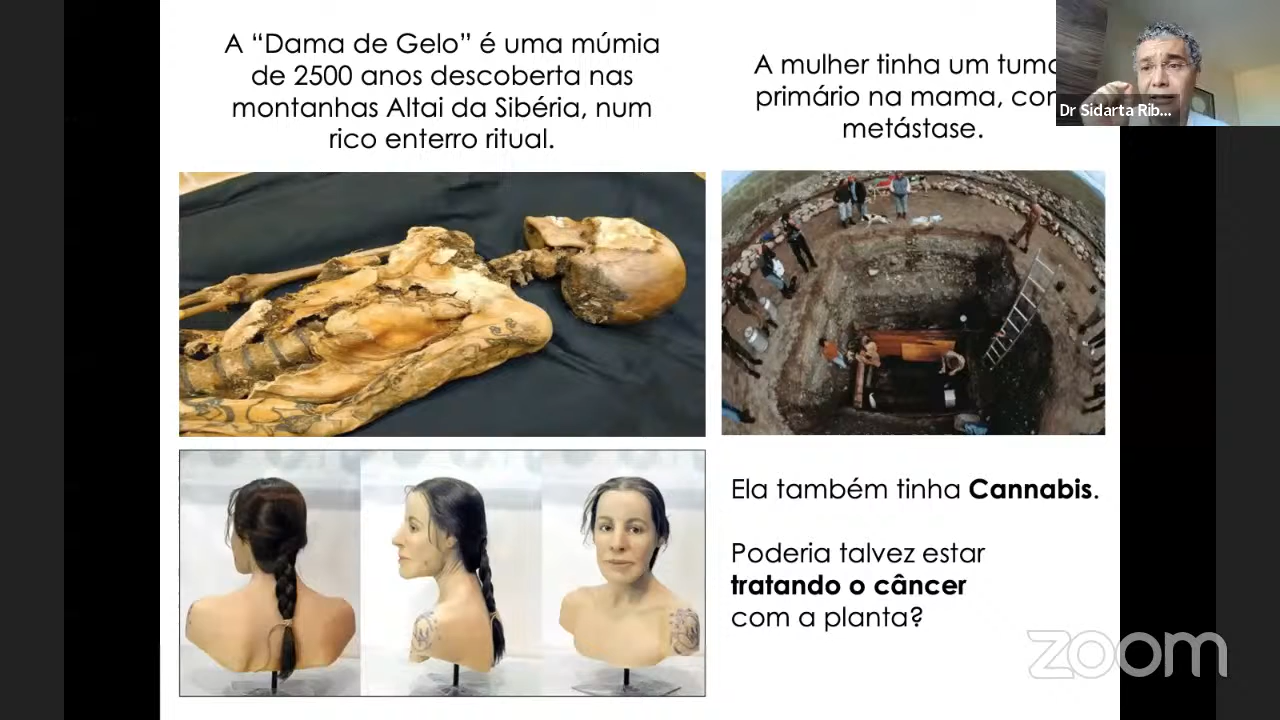 A “Dama de Gelo” é uma múmia
de 2500 anos descoberta nas
montanhas Altai da Sibéria, num
rico enterro ritual.
A mulher tinha um
primário na mama,
metástase.
Dr Sidarta Rib...
Ela também tinha Cannabis.
Poderia talvez estar
tratando o câncer
com a planta?
zoom